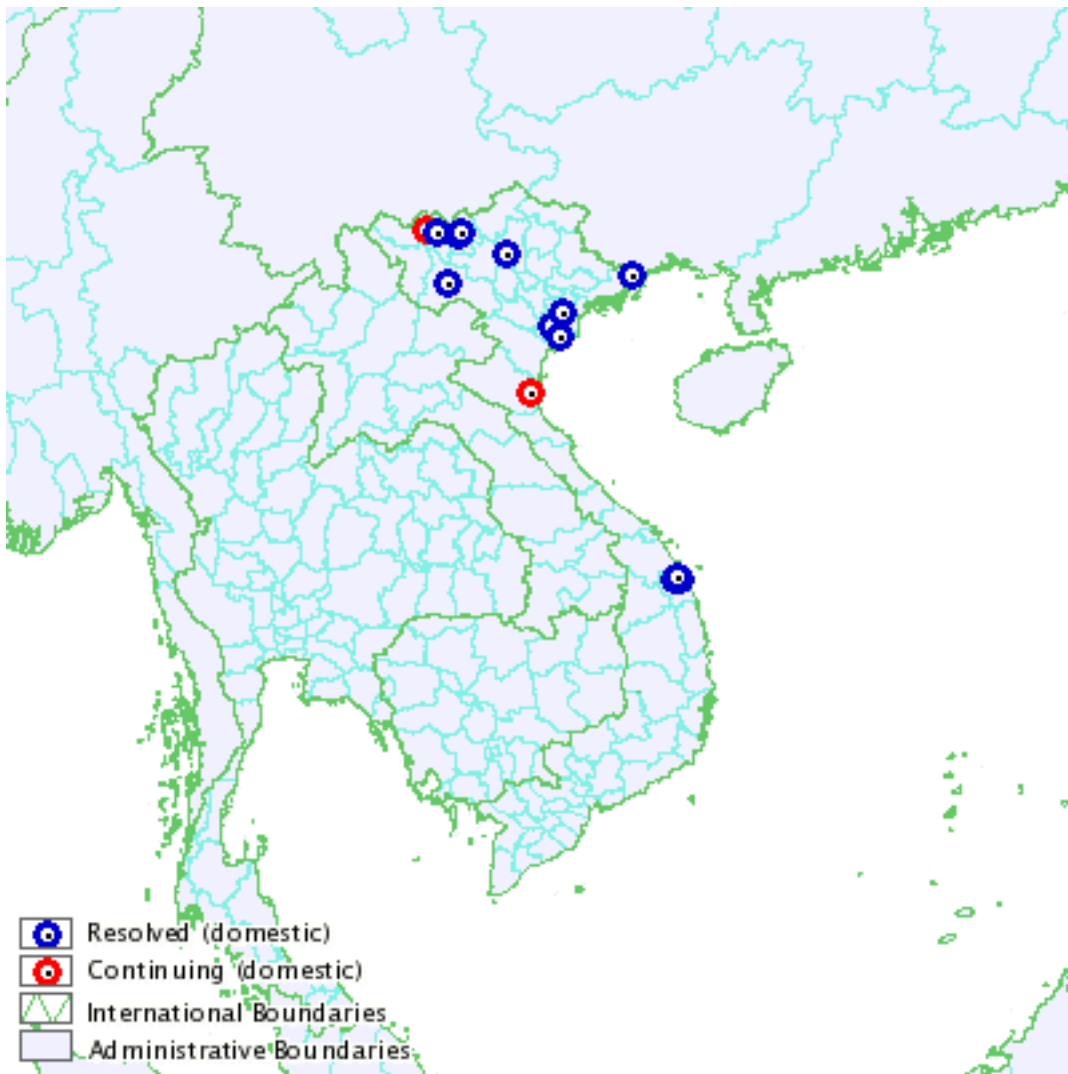 Resolved (domestic)
Continuing (domestic)
International Boundaries
Administrative Boundaries